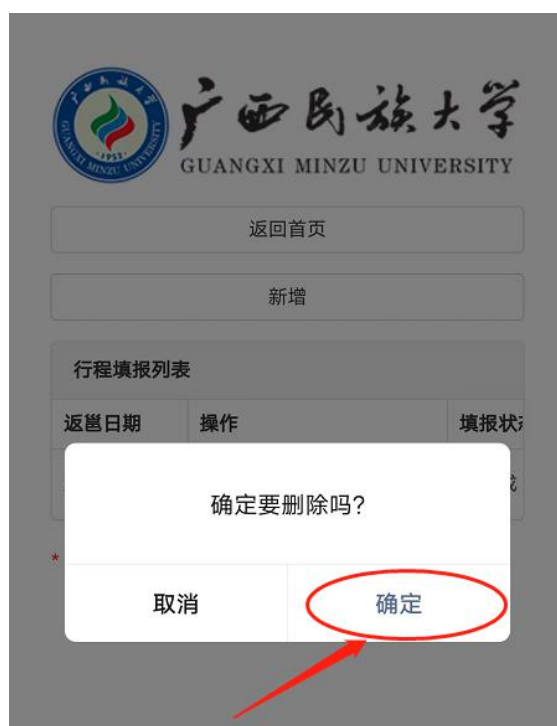 广西民族大学
GUANGXI MINZU UNIVERSITY
返回首页
新增
行程填报列表
返邕日期 操作 填报状
确定要删除吗?
*
取消 确定